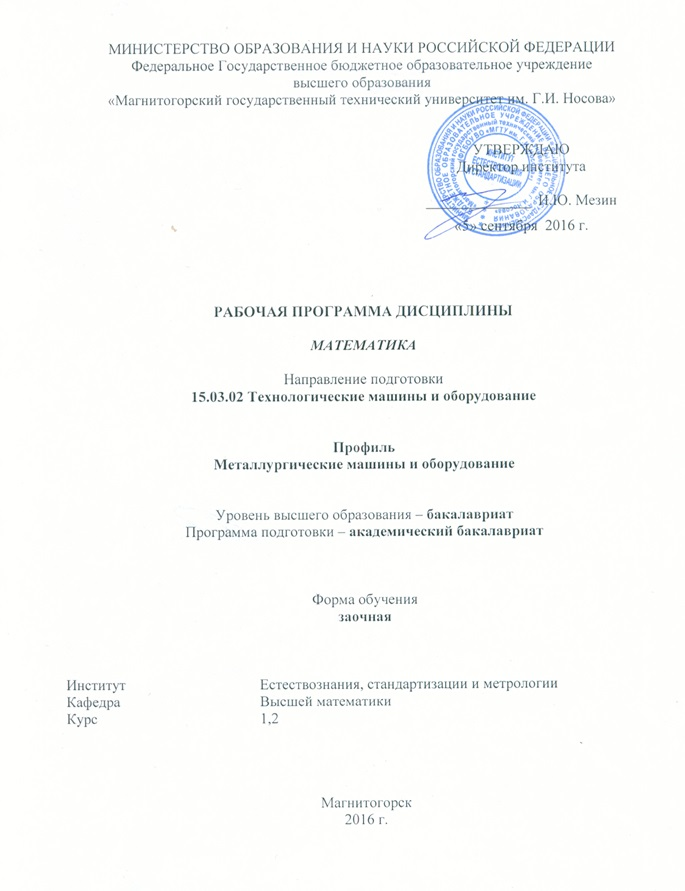 МИНИСТЕРСТВО ОБРАЗОВАНИЯ И НАУКИ РОССИЙСКОЙ ФЕДЕРАЦИИ
Федеральное Государственное бюджетное образовательное учреждение
высшего образования
«Магнитогорский государственный технический университет им. Г.И. Носова»
УТВЕРЖДАЮ
Директор института
И.Ю. Мезин
«5» сентября 2016 г.
РАБОЧАЯ ПРОГРАММА ДИСЦИПЛИНЫ
МАТЕМАТИКА
Направление подготовки
15.03.02 Технологические машины и оборудование
Профиль
Металлургические машины и оборудование
Уровень высшего образования – бакалавриат
Программа подготовки – академический бакалавриат
Форма обучения
заочная
Институт Естествознания, стандартизации и метрологии
Кафедра Высшей математики
Курс 1,2
Магнитогорск
2016 г.